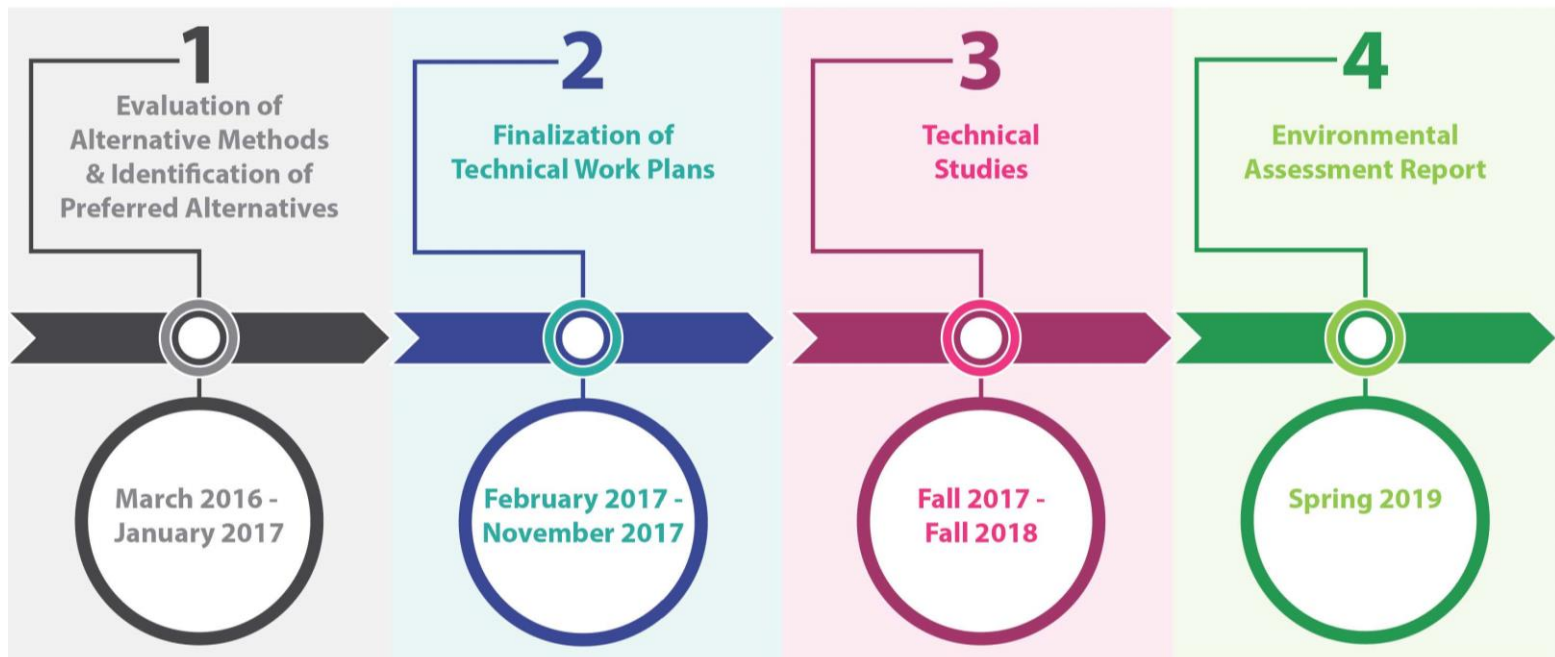 1
Evaluation of
Alternative Methods
& Identification of
Preferred Alternatives
March 2016 -
January 2017
2
Finalization of
Technical Work Plans
February 2017 -
November 2017
3
Technical
Studies
Fall 2017 -
Fall 2018
4
Environmental
Assessment Report
Spring 2019